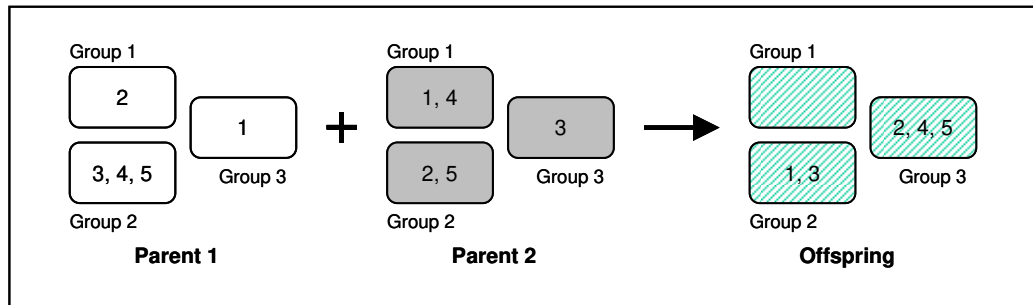 Group 1
2
1
3, 4, 5
Group 3
Group 2
Parent 1
+
Group 1
1, 4
3
2, 5
Group 3
Group 2
Parent 2
Group 1
2, 4, 5
1, 3
Group 3
Group 2
Offspring